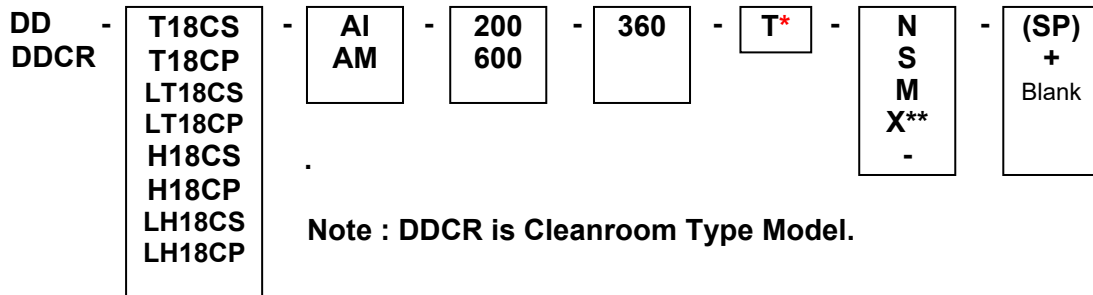 DD - T18CS - AI - 200 - 360 - T* - N - (SP)
DDCR T18CP AM 600 S +
LT18CS M Blank
LT18CP X**
H18CS . -
H18CP
LH18CS Note : DDCR is Cleanroom Type Model.
LH18CP